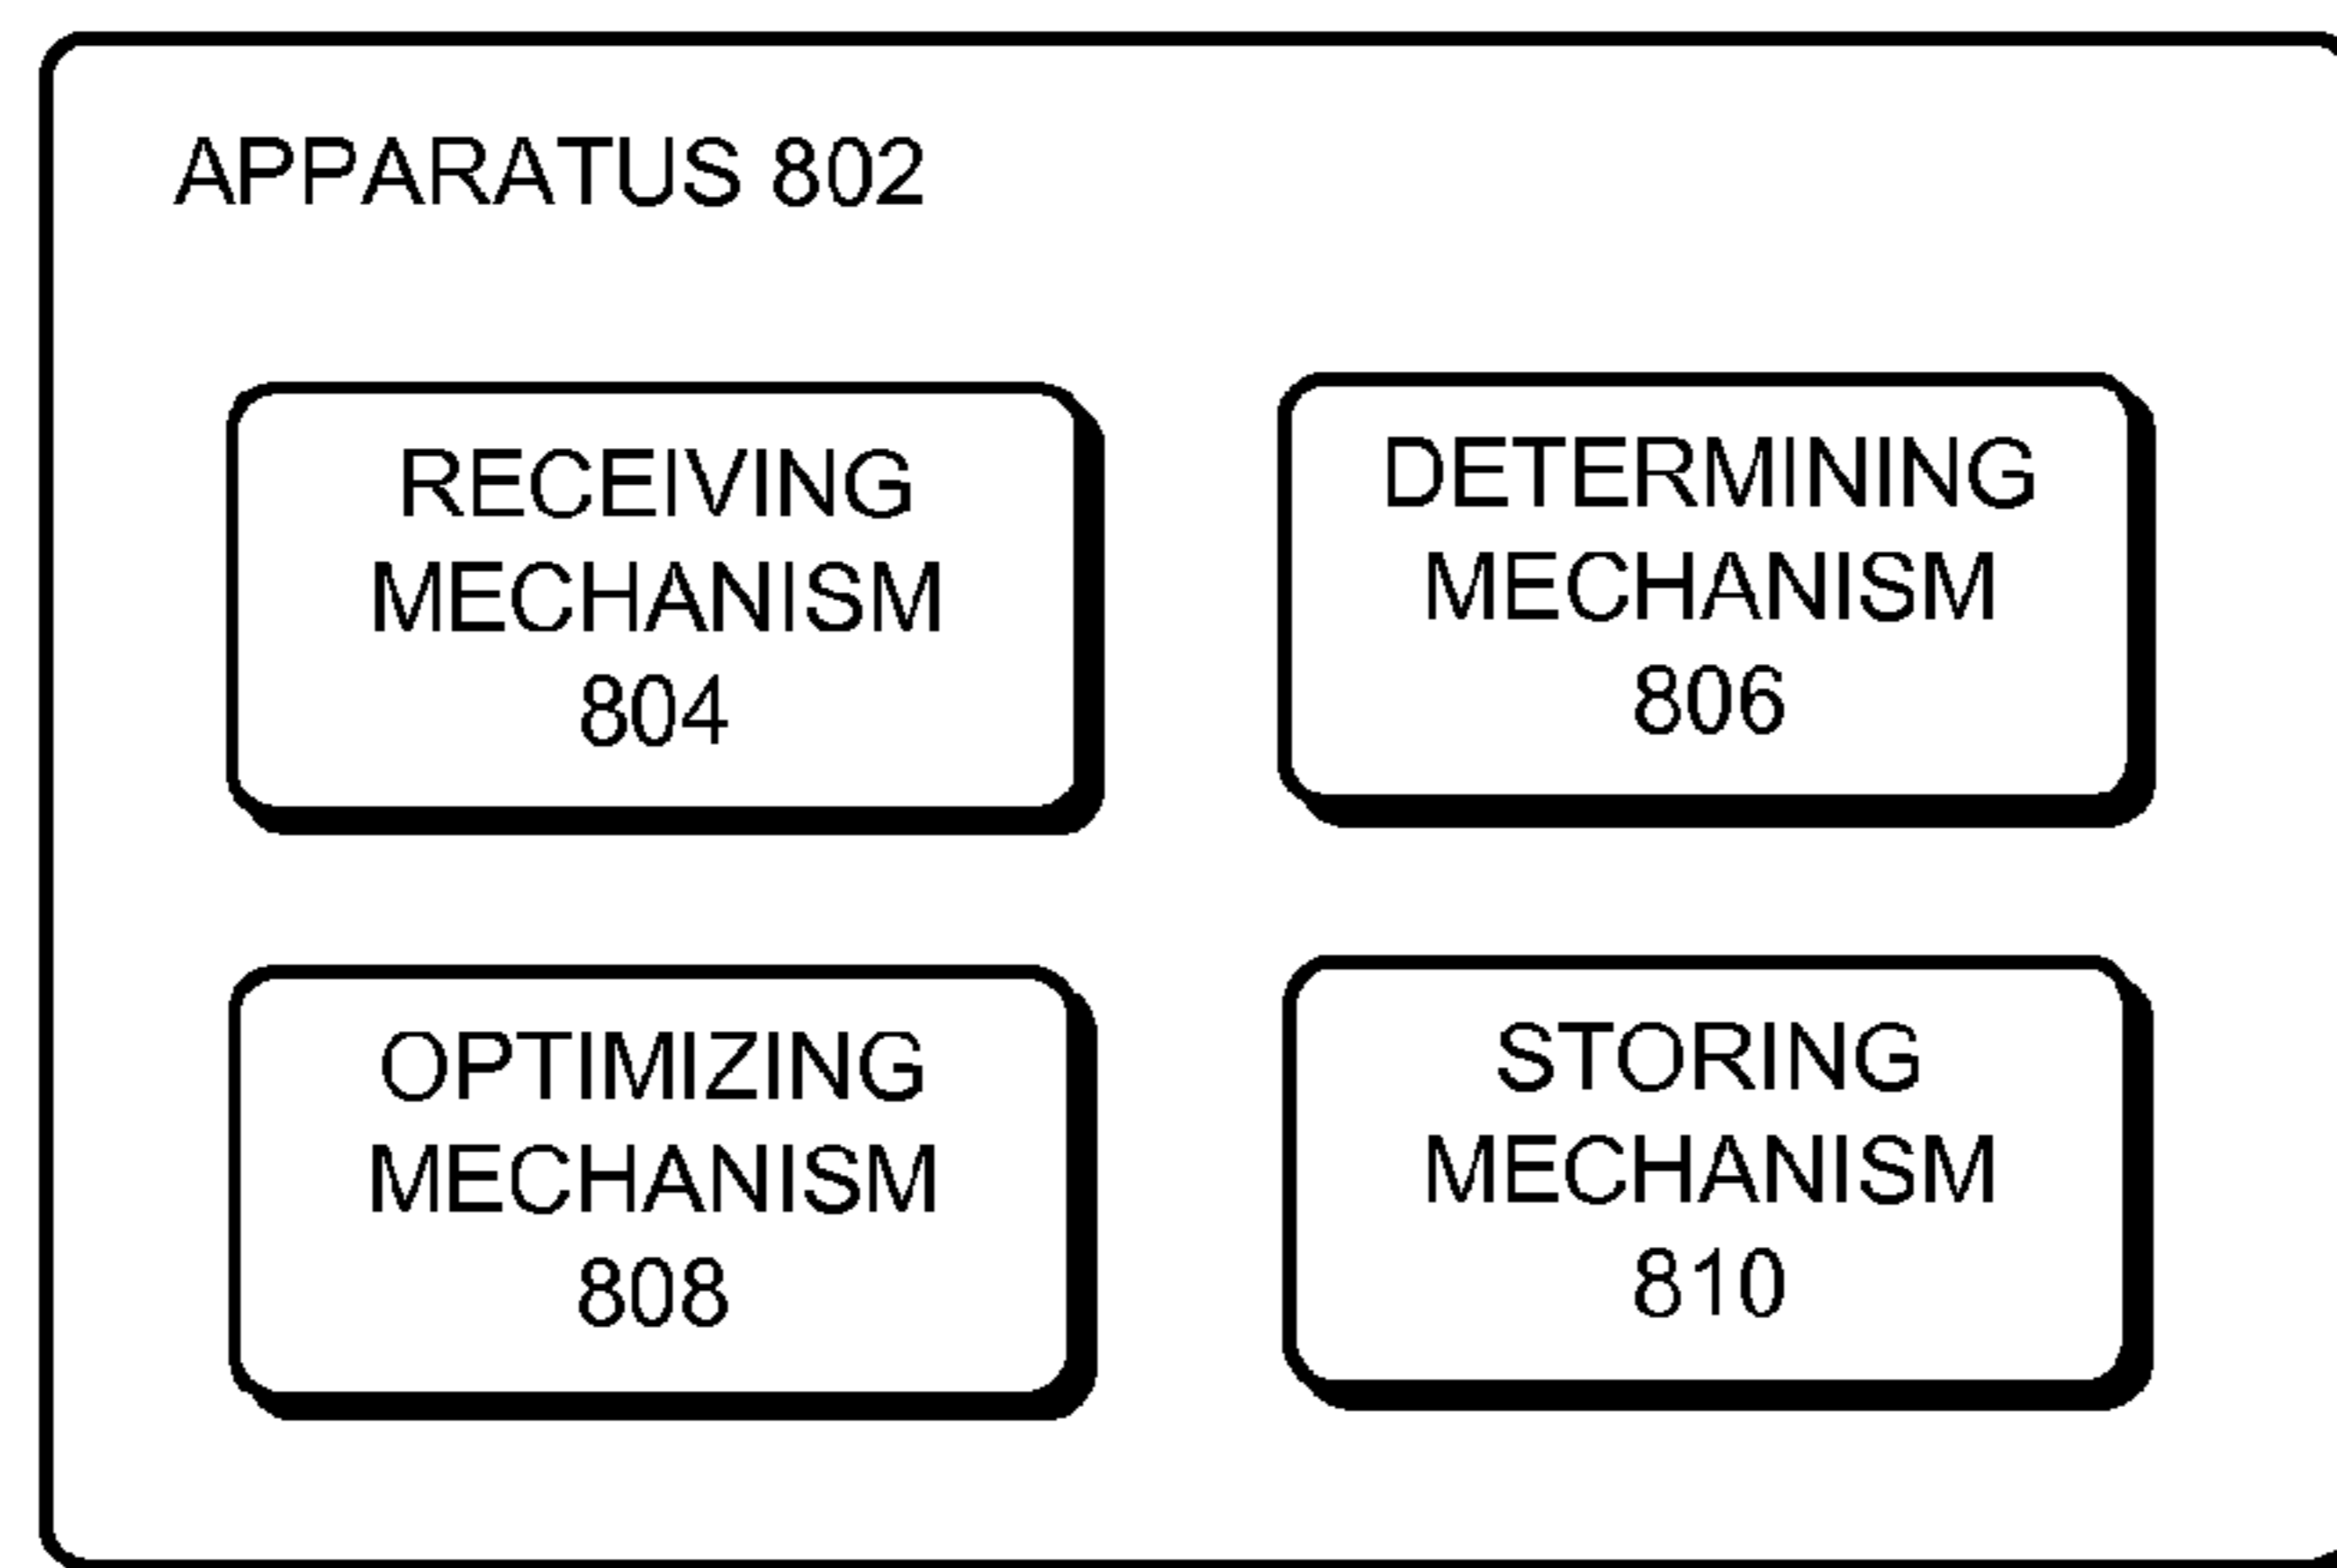 APPARATUS 802
RECEIVING
MECHANISM
804
DETERMINING
MECHANISM
806
OPTIMIZING
MECHANISM
808
STORING
MECHANISM
810